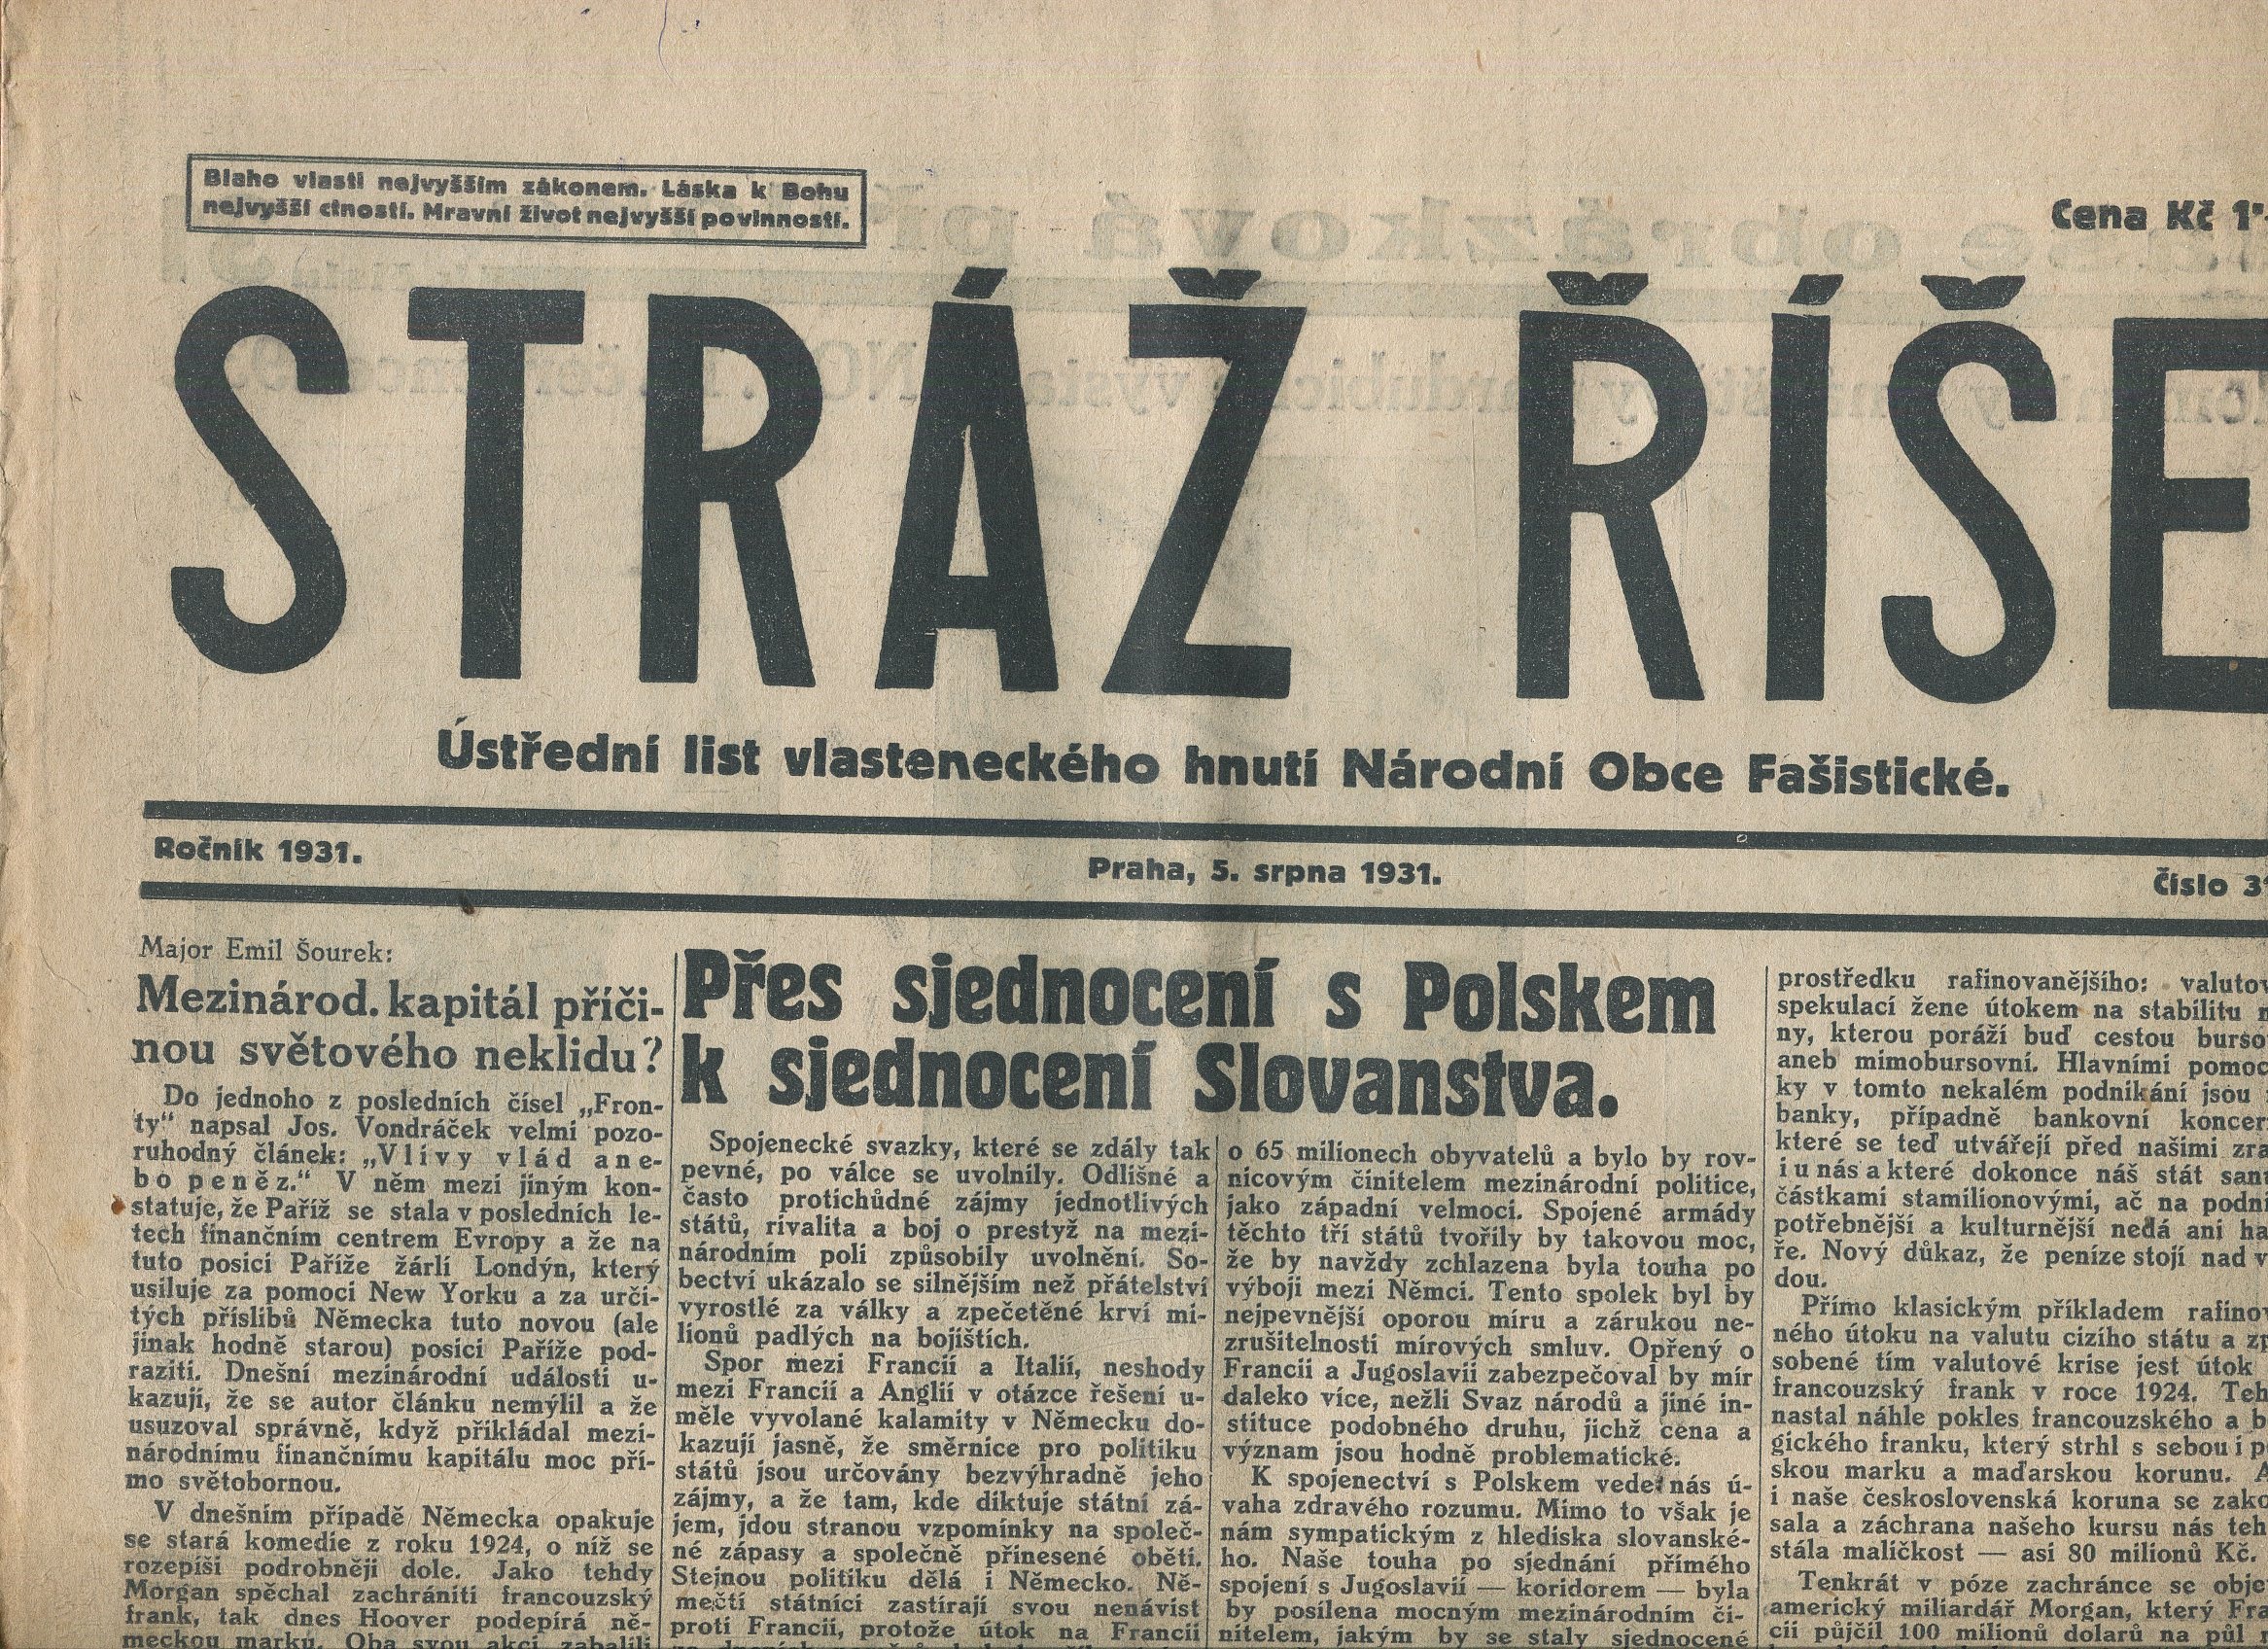 Blaho vlasti nejvyšším zákonem. Láska k Bohu
nejvyšší ctností. Mravní život nejvyšší povinností.
Cena Kč 1·
STRÁŽ ŘÍŠE
Ústřední list vlasteneckého hnutí Národní Obce Fašistické.
Ročník 1931.
Praha, 5. srpna 1931.
Číslo 31
Major Emil Šourek:
Mezinárod. kapitál příči-
nou světového neklidu?
Do jednoho z posledních čísel „Fron-
ty“ napsal Jos. Vondráček velmi pozo-
ruhodný článek: „Vlivy vlád ane-
bo peněz.“ V něm mezi jiným kon-
statuje, že Paříž se stala v posledních le-
tech finančním centrem Evropy a že na
tuto posici Paříže žárlí Londýn, který
usiluje za pomoci New Yorku a za urči-
tých příslibů Německa tuto novou (ale
jinak hodně starou) posici Paříže pod-
raziti. Dnešní mezinárodní události u-
kazují, že se autor článku nemýlil a že
usuzoval správně, když přikládal mezi-
národnímu finančnímu kapitálu moc pří-
mo světobornou.
V dnešním případě Německa opakuje
se stará komedie z roku 1924, o níž se
rozepíši podrobněji dole. Jako tehdy
Morgan spěchal zachrániti francouzský
frank, tak dnes Hoover podepírá ně-
meckou marku. Oba svou akci zabalili
Přes sjednocení s Polskem
k sjednocení Slovanstva.
Spojenecké svazky, které se zdály tak
pevné, po válce se uvolnily. Odlišné a
často protichůdné zájmy jednotlivých
států, rivalita a boj o prestyž na mezi-
národním poli způsobily uvolnění. So-
bectví ukázalo se silnějším než přátelství
vyrostlé za války a zpečetěné krví mi-
lionů padlých na bojištích.
Spor mezi Francií a Italií, neshody
mezi Francií a Anglií v otázce řešení u-
měle vyvolané kalamity v Německu do-
kazují jasně, že směrnice pro politiku
států jsou určovány bezvýhradně jeho
zájmy, a že tam, kde diktuje státní zá-
jem, jdou stranou vzpomínky na společ-
né zápasy a společně přinesené oběti.
Stejnou politiku dělá i Německo. Ně-
mečtí státníci zastírají svou nenávist
proti Francii, protože útok na Francii
o 65 milionech obyvatelů a bylo by rov-
nicovým činitelem mezinárodní politice,
jako západní velmoci. Spojené armády
těchto tří států tvořily by takovou moc,
že by navždy zchlazena byla touha po
výboji mezi Němci. Tento spolek byl by
nejpevnější oporou míru a zárukou ne-
zrušitelnosti mírových smluv. Opřený o
Francii a Jugoslavii zabezpečoval by mír
daleko více, nežli Svaz národů a jiné in-
stituce podobného druhu, jichž cena a
význam jsou hodně problematické.
K spojenectví s Polskem vede nás ú-
vaha zdravého rozumu. Mimo to však je
nám sympatickým z hlediska slovanské-
ho. Naše touha po sjednání přímého
spojení s Jugoslavií — koridorem — byla
by posílena mocným mezinárodním či-
nitelem, jakým by se staly sjednocené
prostředku rafinovanějšího: valutov
spekulací žene útokem na stabilitu m
ny, kterou poráží buď cestou burso
aneb mimobursovní. Hlavními pomoc
ky v tomto nekalém podnikání jsou
banky, případně bankovní koncer
které se teď utvářejí před našimi zra
i u nás a které dokonce náš stát san
částkami stamilionovými, ač na podni
potřebnější a kulturnější nedá ani ha
ře. Nový důkaz, že peníze stojí nad v
dou.
Přímo klasickým příkladem rafinov
ného útoku na valutu cizího státu a zp
sobené tím valutové krise jest útok
francouzský frank v roce 1924. Teh
nastal náhle pokles francouzského a b
gického franku, který strhl s sebou i p
skou marku a maďarskou korunu. A
i naše československá koruna se zako
sala a záchrana našeho kursu nás teh
stála maličkost — asi 80 milionů Kč.
Tenkrát v póze zachránce se obje
americký miliardář Morgan, který Fra
cii půjčil 100 milionů dolarů na půl